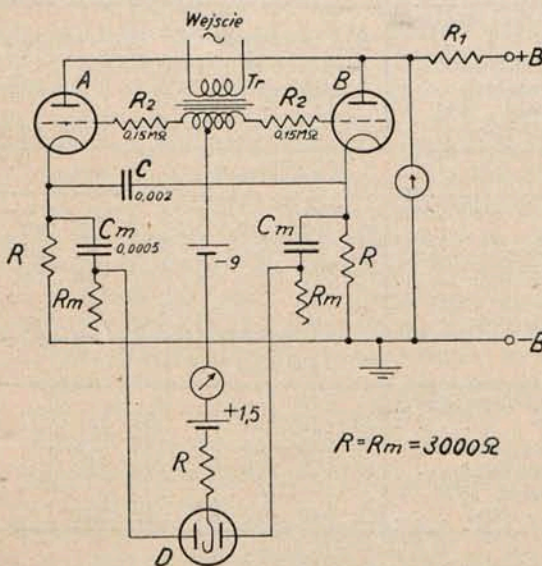 Wejscie
~
Tr
A
B
R1
+B
R2
0,15MΩ
R2
0,15MΩ
C
0,002
Cm
0,0005
Cm
R
Rm
-9
Rm
R
-B
+1,5
R
R=Rm=3000Ω
D